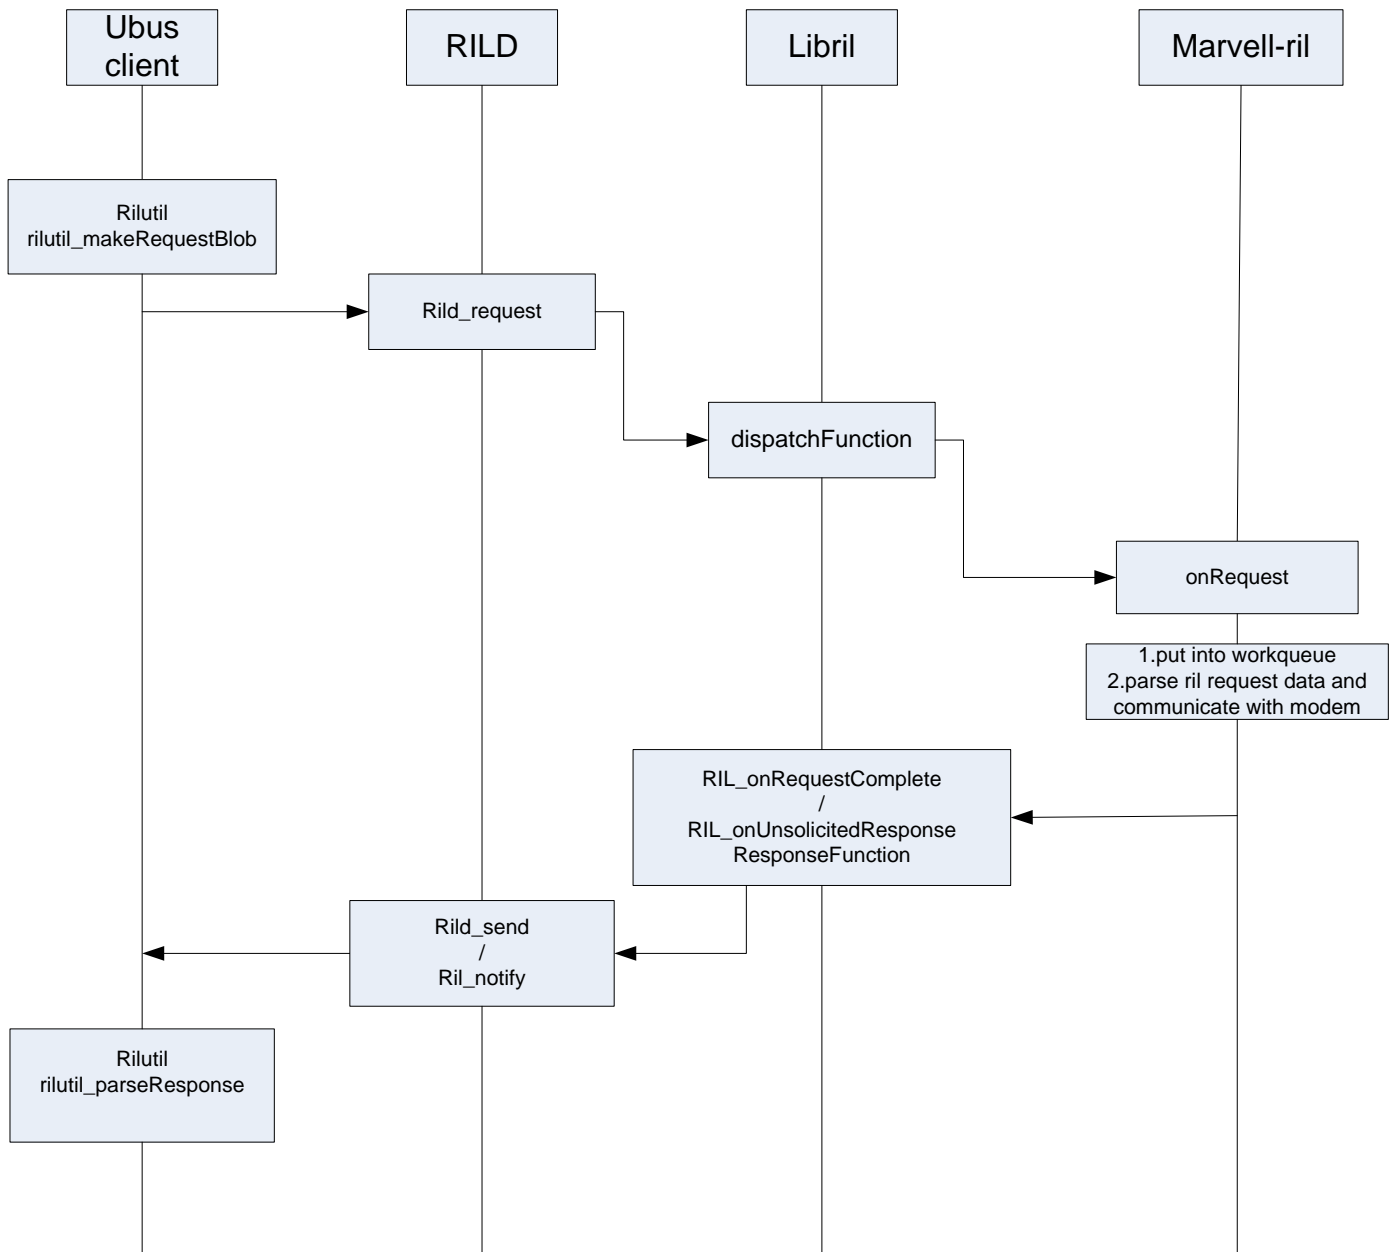 Ubus
client
RILD
Libril
Marvell-ril
Rilutil
rilutil_makeRequestBlob
Rild_request
dispatchFunction
onRequest
1.put into workqueue
2.parse ril request data and
communicate with modem
RIL_onRequestComplete
/
RIL_onUnsolicitedResponse
ResponseFunction
Rild_send
/
Ril_notify
Rilutil
rilutil_parseResponse